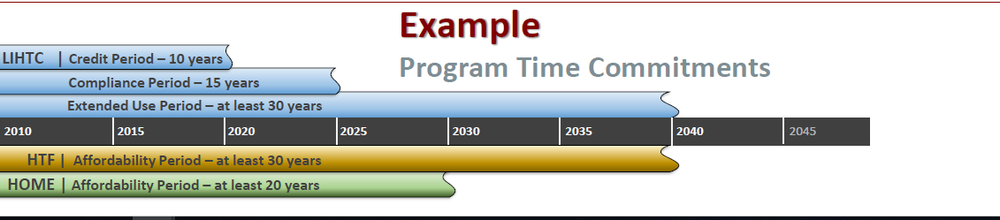 Example
Program Time Commitments
LIHTC | Credit Period – 10 years
Compliance Period – 15 years
Extended Use Period – at least 30 years
2010 2015 2020 2025 2030 2035 2040 2045
HTF | Affordability Period – at least 30 years
HOME | Affordability Period – at least 20 years